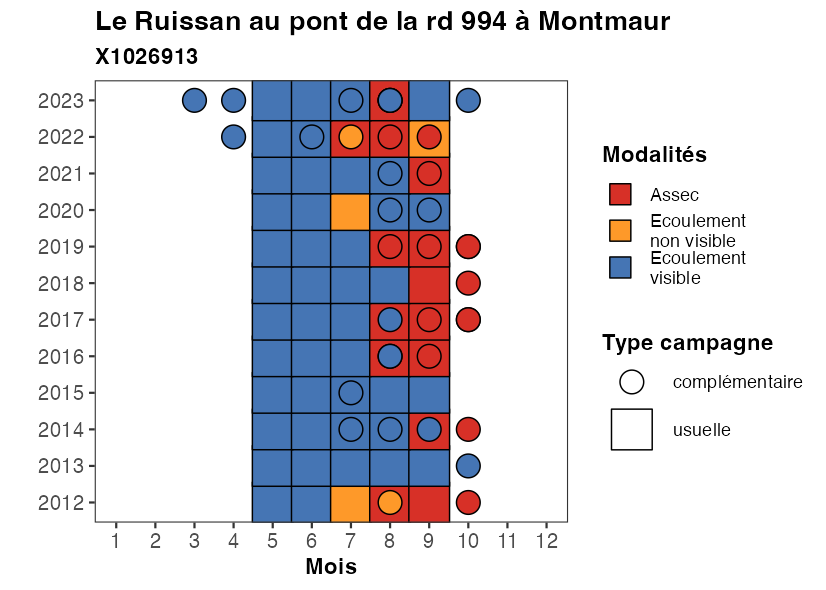 Le Ruissan au pont de la rd 994 à Montmaur
X1026913
2023
2022
2021
2020
2019
2018
2017
2016
2015
2014
2013
2012
1 2 3 4 5 6 7 8 9 10 11 12
Mois
Modalités
Assec
Ecoulement
non visible
Ecoulement
visible
Type campagne
complémentaire
usuelle